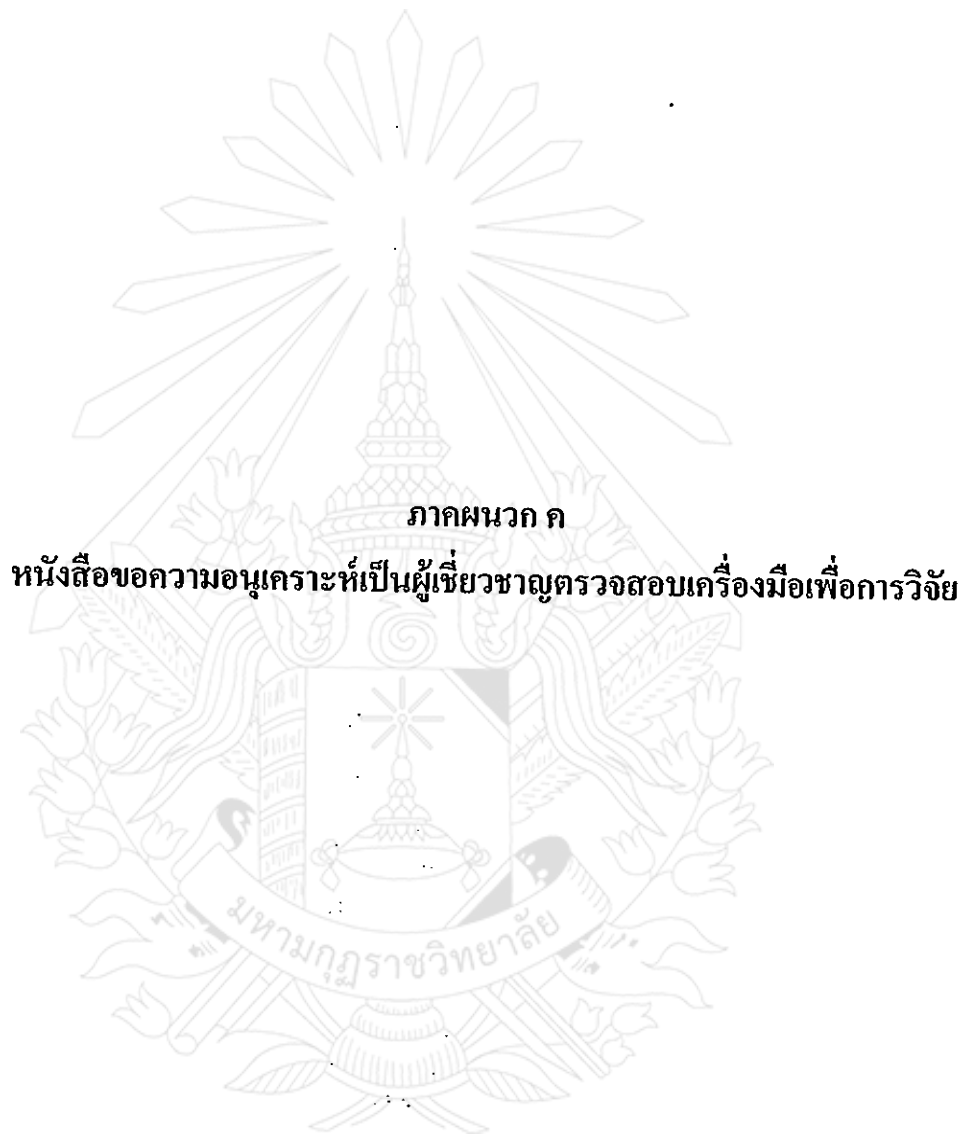 ภาคผนวก ค
หนังสือขอความอนุเคราะห์เป็นผู้เชี่ยวชาญตรวจสอบเครื่องมือเพื่อการวิจัย
มหามกุฏราชวิทยาลัย